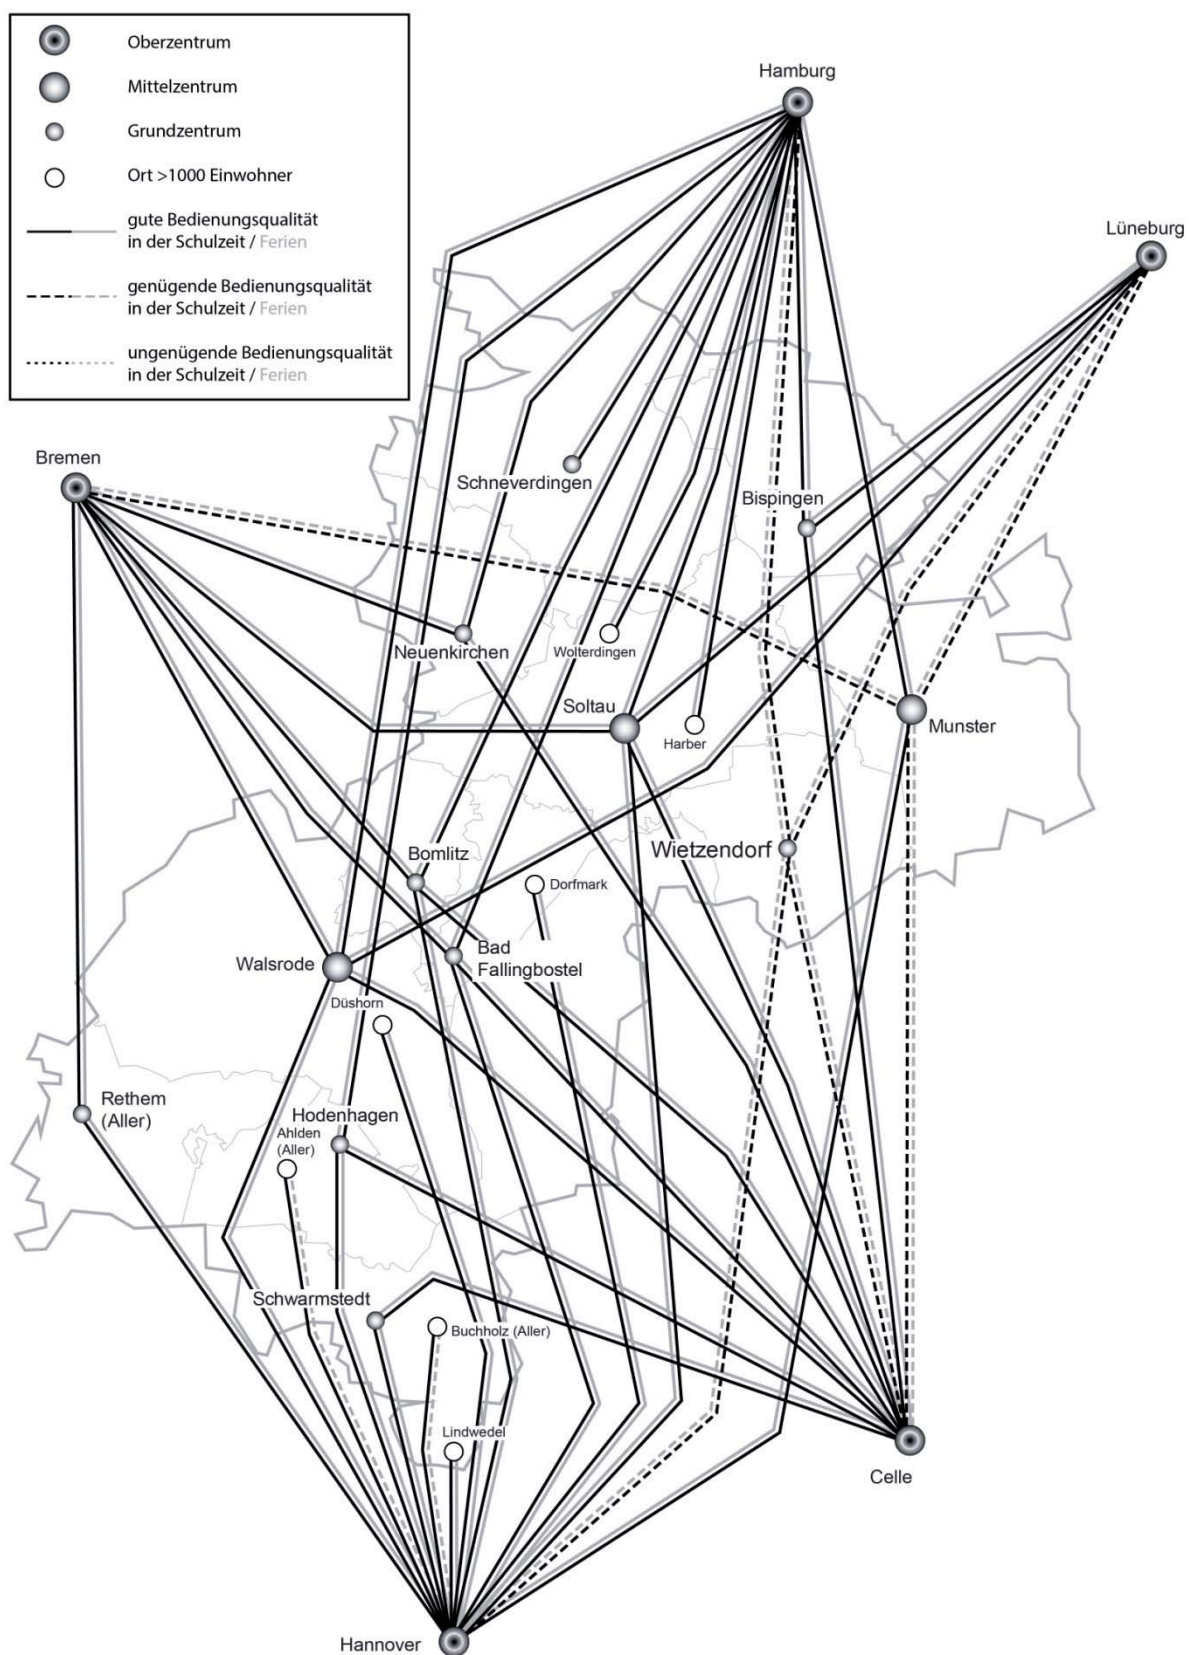 Oberzentrum
Mittelzentrum
Grundzentrum
Ort >1000 Einwohner
gute Bedienungsqualität
in der Schulzeit / Ferien
genügende Bedienungsqualität
in der Schulzeit / Ferien
ungenügende Bedienungsqualität
in der Schulzeit / Ferien
Hamburg
Lüneburg
Bremen
Schneverdingen
Bispingen
Neuenkirchen
Wolterdingen
Soltau
Harber
Munster
Wietzendorf
Bomlitz
Dorfmark
Walsrode
Bad
Fallingbostel
Düshorn
Rethem
(Aller)
Hodenhagen
Ahlden
(Aller)
Schwarmstedt
Buchholz (Aller)
Lindwedel
Celle
Hannover